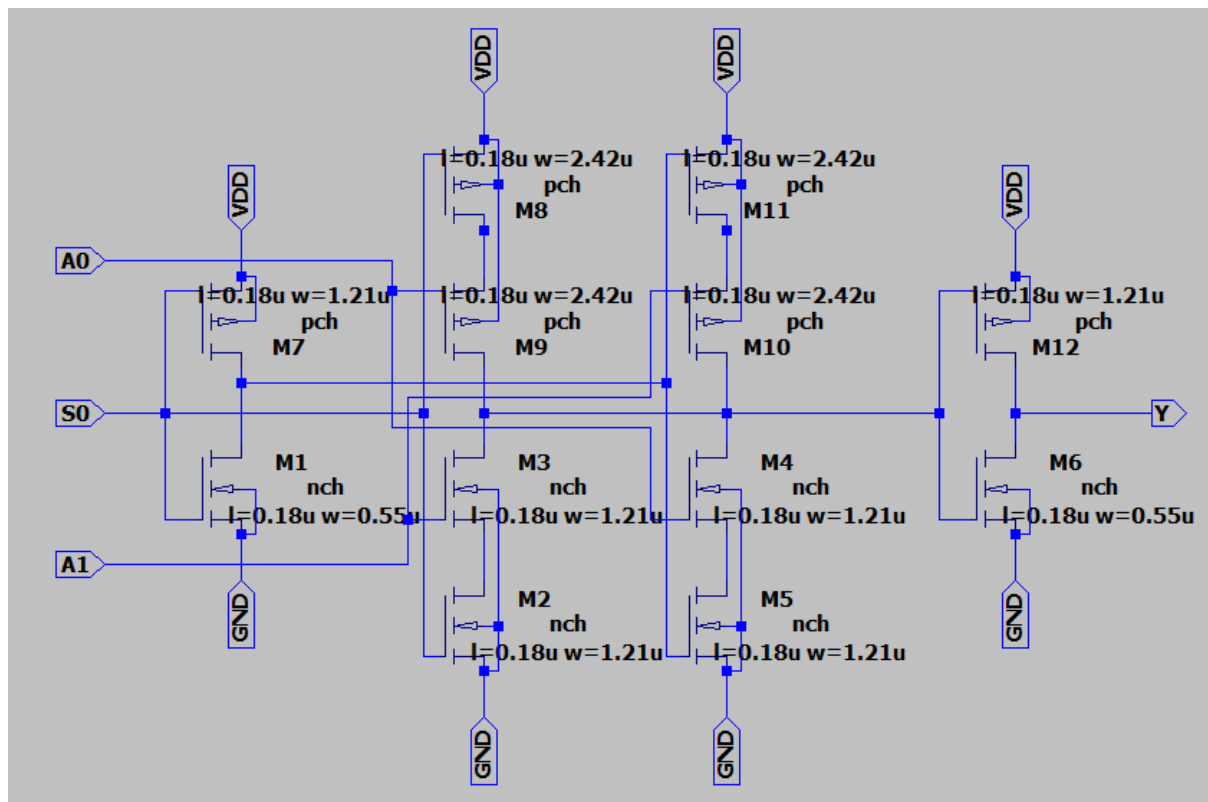 VDD
VDD
l=0.18u w=2.42u
pch
M8
l=0.18u w=2.42u
pch
M11
VDD
VDD
A0
l=0.18u w=1.21u
pch
M7
l=0.18u w=2.42u
pch
M9
l=0.18u w=2.42u
pch
M10
l=0.18u w=1.21u
pch
M12
S0
Y
M1
nch
l=0.18u w=0.55u
M3
nch
l=0.18u w=1.21u
M4
nch
l=0.18u w=1.21u
M6
nch
l=0.18u w=0.55u
A1
GND
M2
nch
l=0.18u w=1.21u
M5
nch
l=0.18u w=1.21u
GND
GND
GND